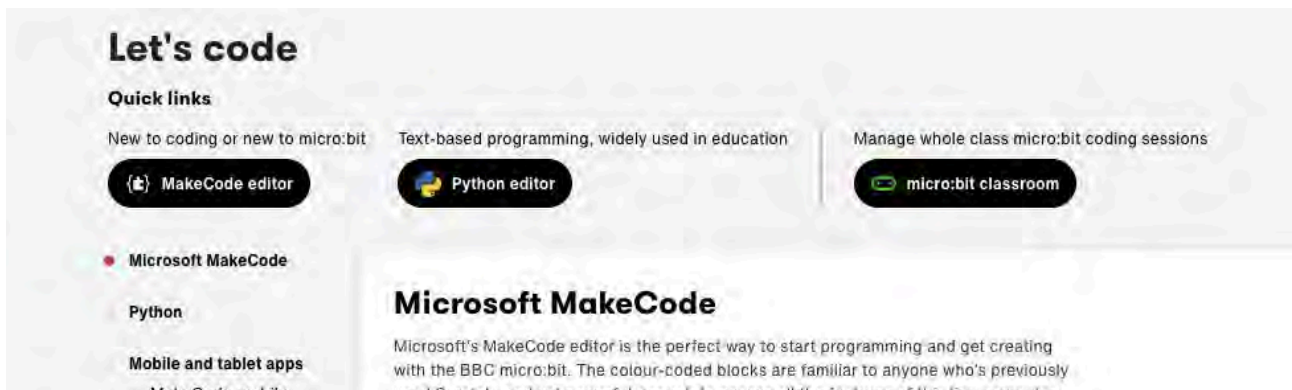 Let's code
Quick links
New to coding or new to micro:bit
MakeCode editor
Text-based programming, widely used in education
Python editor
Manage whole class micro:bit coding sessions
micro:bit classroom
Microsoft MakeCode
Python
Mobile and tablet apps
Microsoft MakeCode
Microsoft's MakeCode editor is the perfect way to start programming and get creating
with the BBC micro:bit. The colour-coded blocks are familiar to anyone who's previously